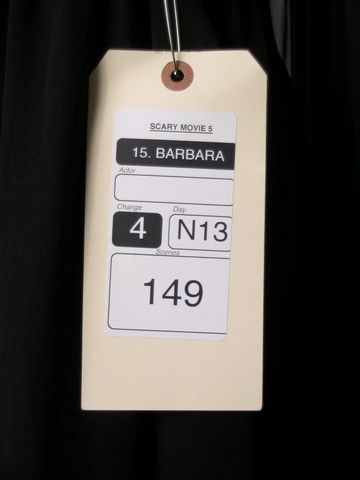 SCARY MOVIE 5
15. BARBARA
Actor
Change Day
4 N13
Scenes
149